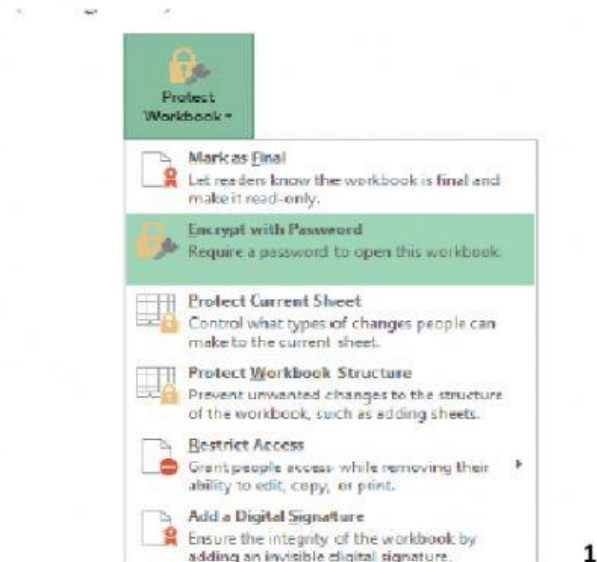 Protect
Workbook
Mark as Final
Let readers know the workbook is final and
make it read-only.
Encrypt with Password
Require a password to open this workbook.
Protect Current Sheet
Control what types of changes people can
make to the current sheet.
Protect Workbook Structure
Prevent unwanted changes to the structure
of the workbook, such as adding sheets.
Restrict Access
Grant people access while removing their
ability to edit, copy, or print.
Add a Digital Signature
Ensure the integrity of the workbook by
adding an invisible digital signature.
1